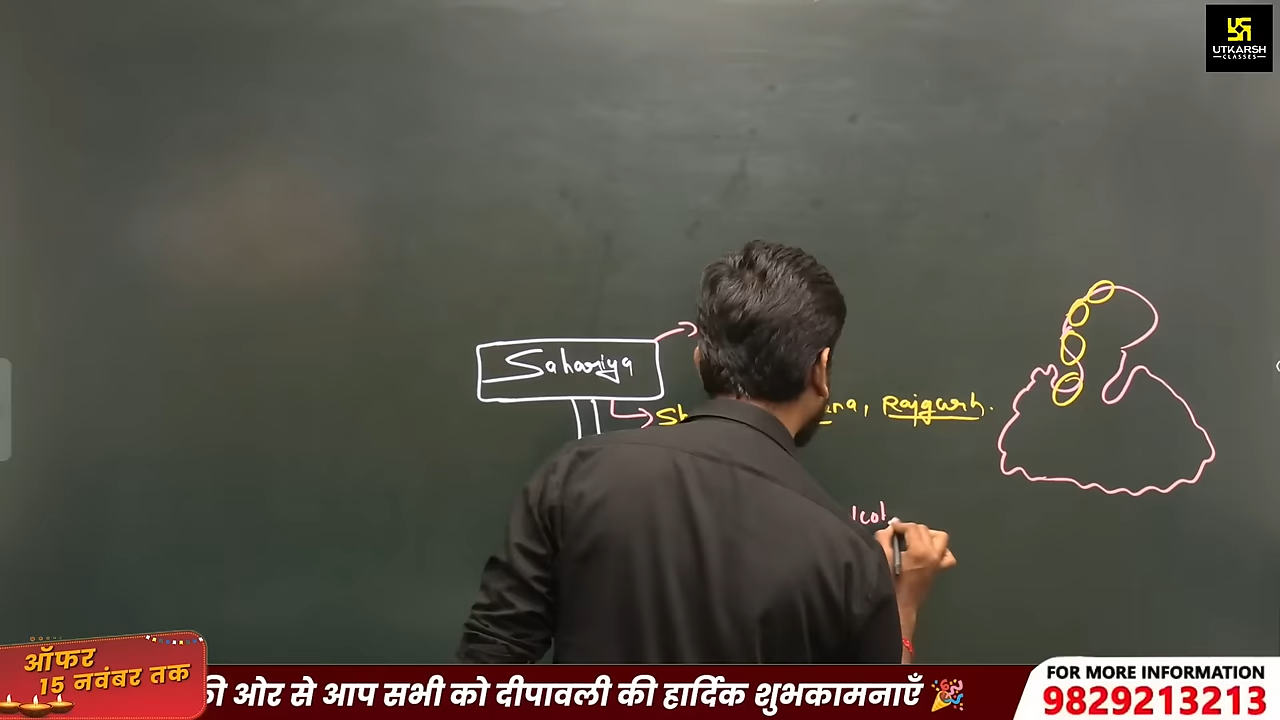 UTKARSH
CLASSES
Sahariya
Sh
na, Rajgarh.
ऑफर
15 नवंबर तक
की ओर से आप सभी को दीपावली की हार्दिक शुभकामनाएँ
FOR MORE INFORMATION
9829213213